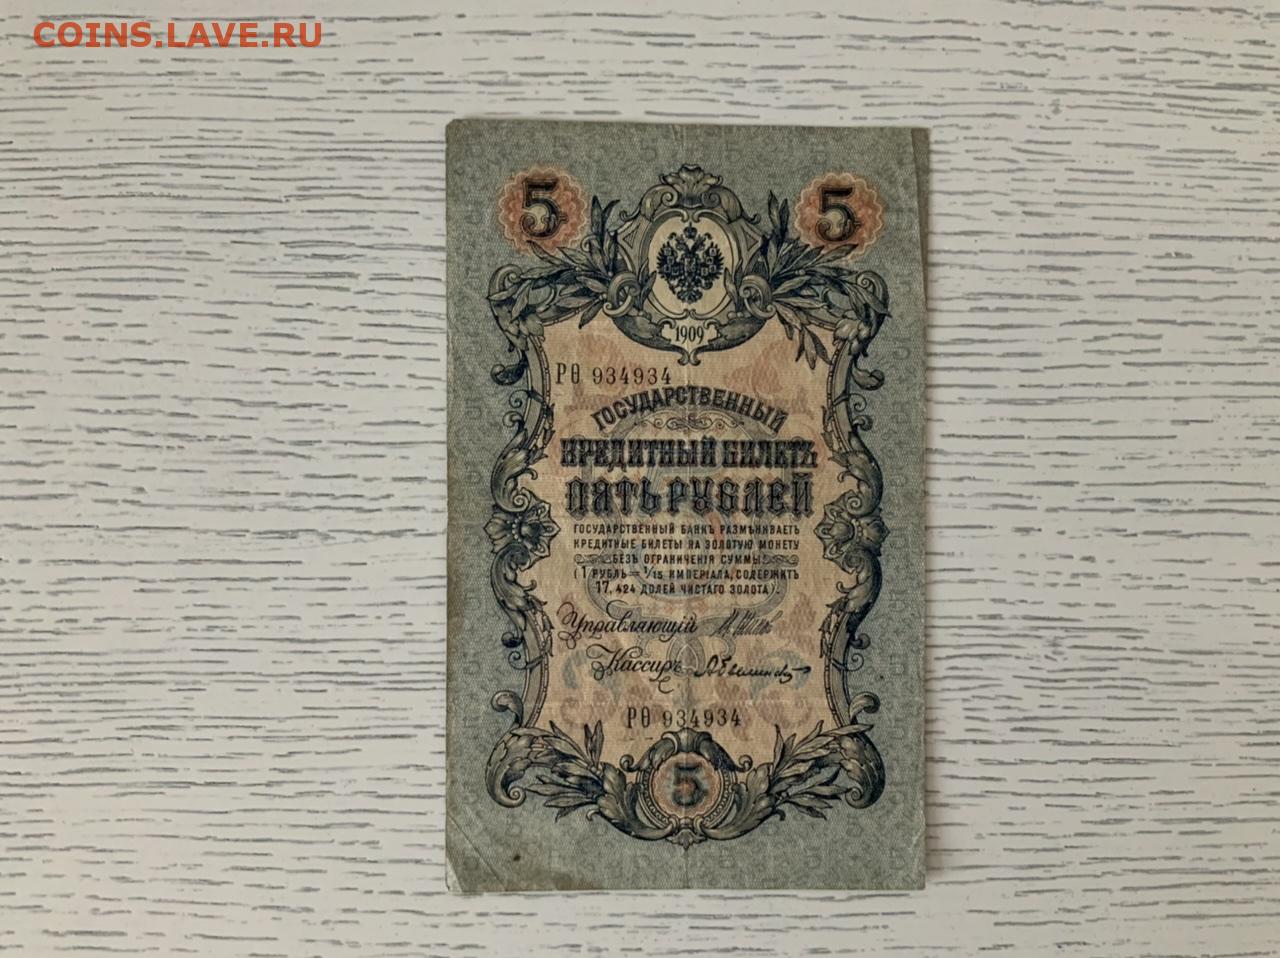 COINS.LAVE.RU
5 5
1909
РѲ 934934
ГОСУДАРСТВЕННЫЙ
КРЕДИТНЫЙ БИЛЕТЪ
ПЯТЬ РУБЛЕЙ
ГОСУДАРСТВЕННЫЙ БАНКЪ РАЗМѢНИВАЕТЪ
КРЕДИТНЫЕ БИЛЕТЫ НА ЗОЛОТУЮ МОНЕТУ
БЕЗЪ ОГРАНИЧЕНІЯ СУММЫ
(1 РУБЛЬ = 1/15 ИМПЕРІАЛА, СОДЕРЖИТЪ
17,424 ДОЛЕЙ ЧИСТАГО ЗОЛОТА).
Управляющій
Кассиръ
РѲ 934934
5